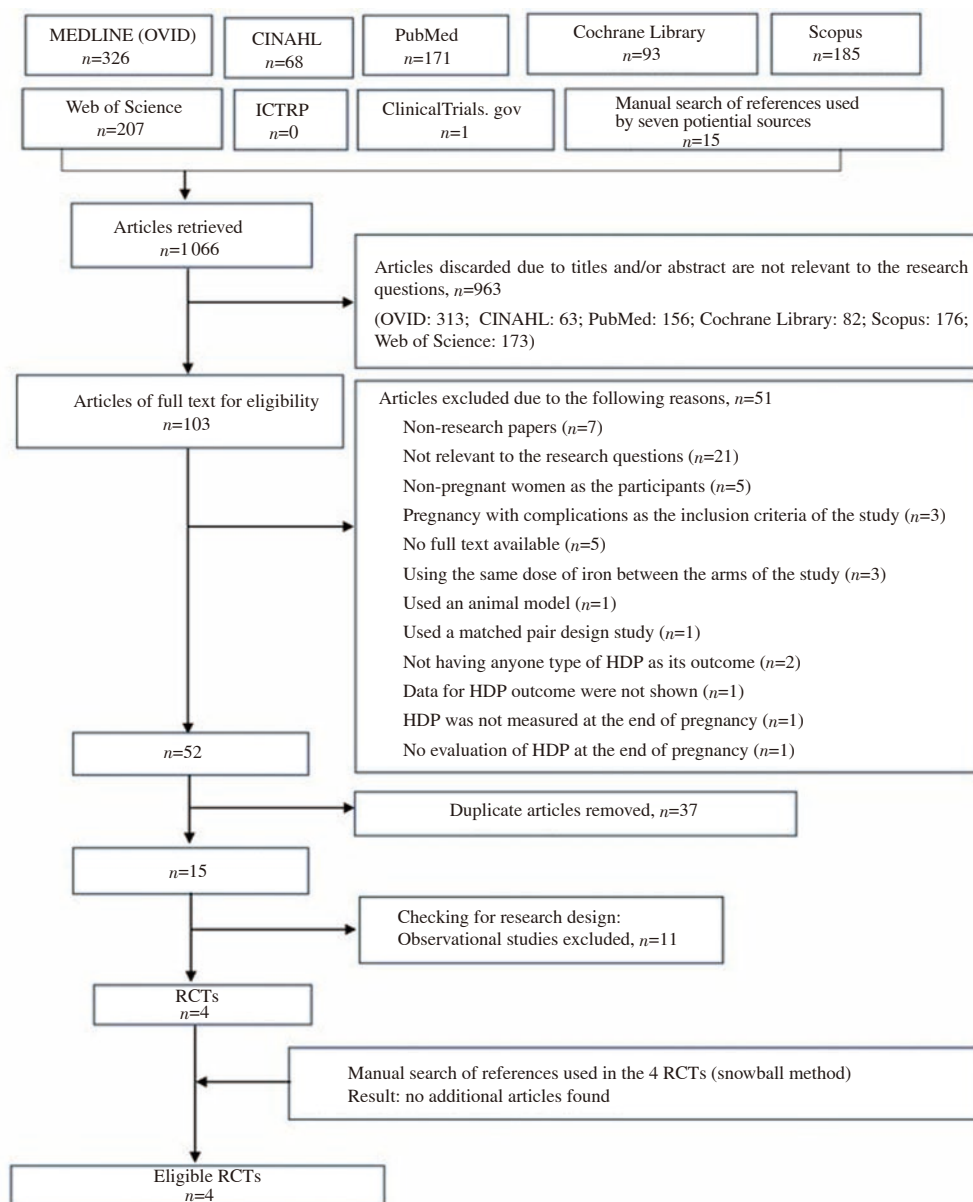 MEDLINE (OVID)
n=326
CINAHL
n=68
PubMed
n=171
Cochrane Library
n=93
Scopus
n=185
Web of Science
n=207
ICTRP
n=0
ClinicalTrials. gov
n=1
Manual search of references used
by seven potiential sources
n=15
Articles retrieved
n=1066
Articles discarded due to titles and/or abstract are not relevant to the research
questions, n=963
(OVID: 313; CINAHL: 63; PubMed: 156; Cochrane Library: 82; Scopus: 176;
Web of Science: 173)
Articles of full text for eligibility
n=103
Articles excluded due to the following reasons, n=51
Non-research papers (n=7)
Not relevant to the research questions (n=21)
Non-pregnant women as the participants (n=5)
Pregnancy with complications as the inclusion criteria of the study (n=3)
No full text available (n=5)
Using the same dose of iron between the arms of the study (n=3)
Used an animal model (n=1)
Used a matched pair design study (n=1)
Not having anyone type of HDP as its outcome (n=2)
Data for HDP outcome were not shown (n=1)
HDP was not measured at the end of pregnancy (n=1)
No evaluation of HDP at the end of pregnancy (n=1)
n=52
Duplicate articles removed, n=37
n=15
Checking for research design:
Observational studies excluded, n=11
RCTs
n=4
Manual search of references used in the 4 RCTs (snowball method)
Result: no additional articles found
Eligible RCTs
n=4